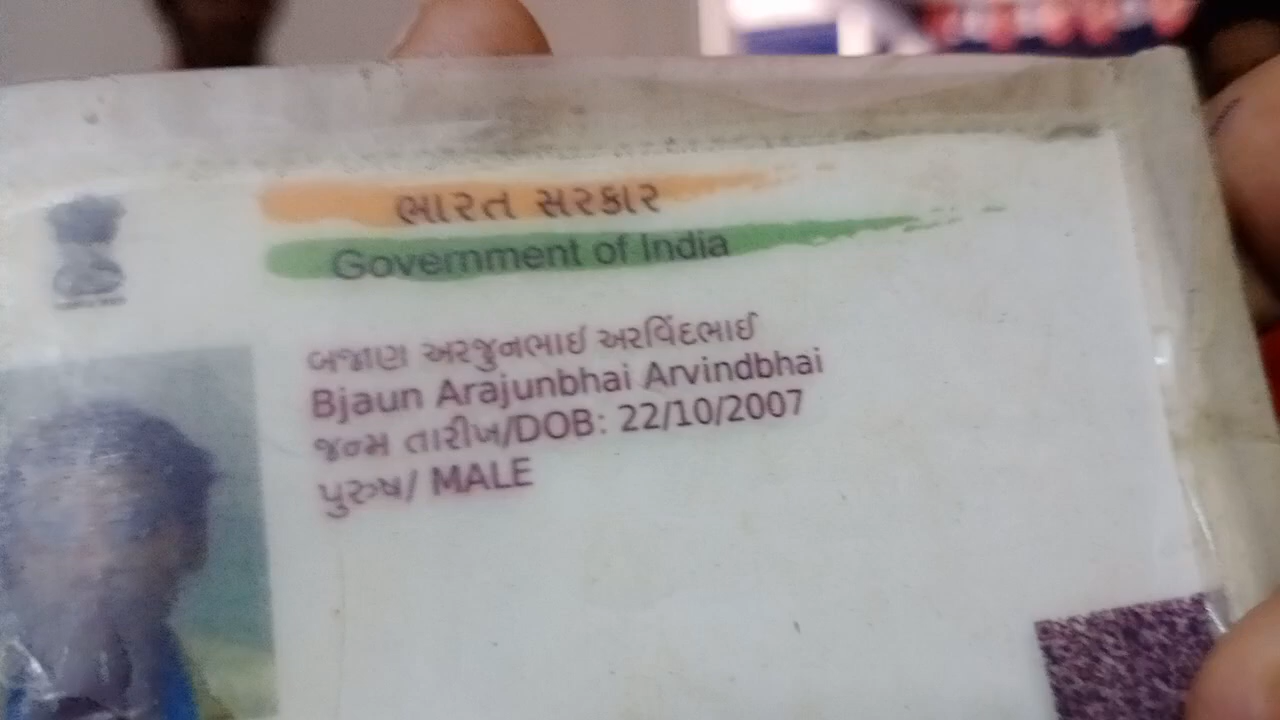 ભારત સરકાર
Government of India
બજાણ અરજુનભાઈ અરવિંદભાઈ
Bjaun Arajunbhai Arvindbhai
જન્મ તારીખ/DOB: 22/10/2007
પુરુષ/ MALE